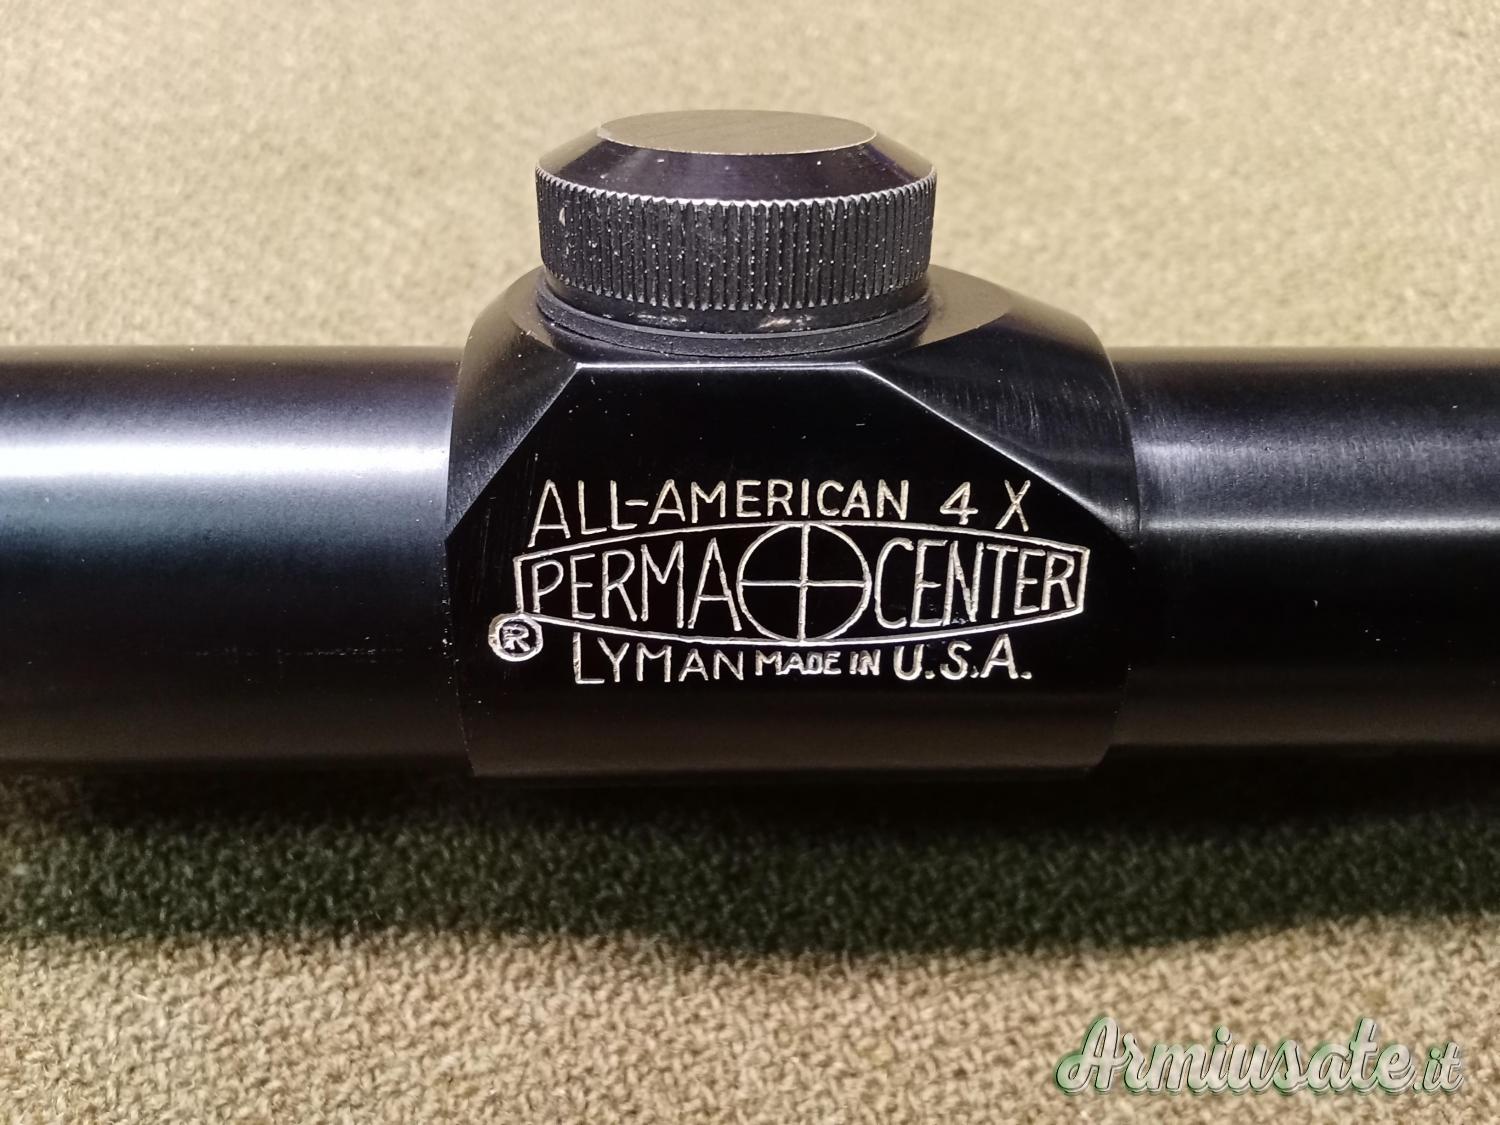 ALL-AMERICAN 4 X
PERMA CENTER
®
LYMAN MADE IN U.S.A.
Armiusate.it